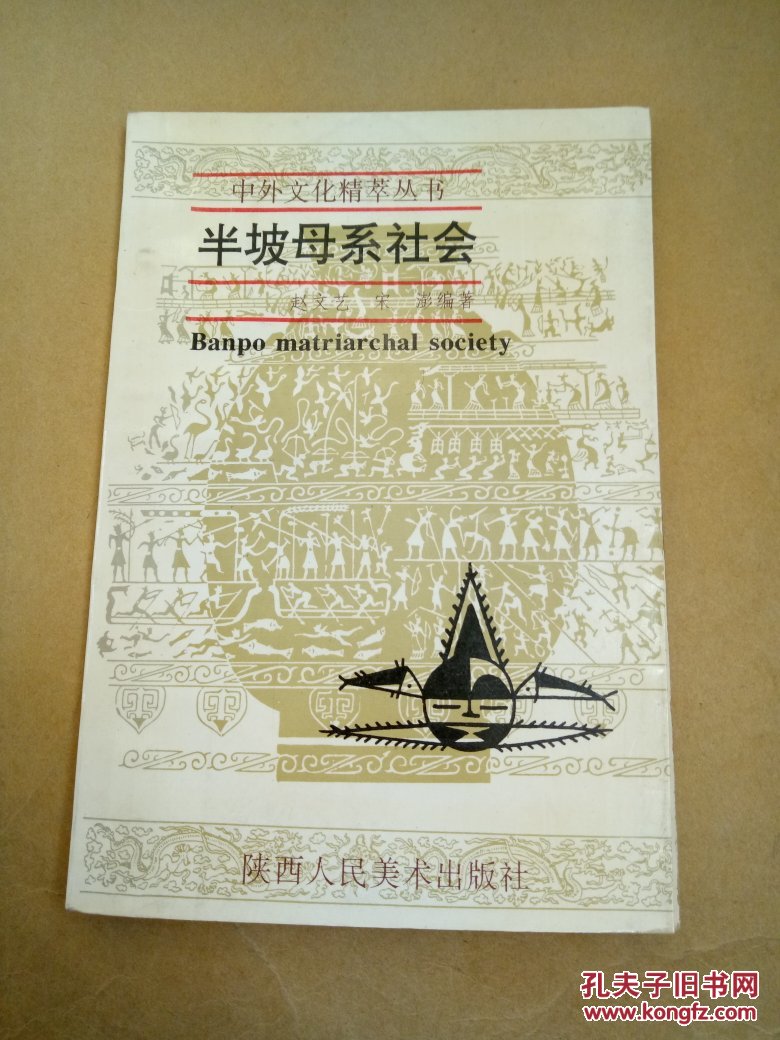 中外文化精萃丛书
半坡母系社会
赵文艺 宋 澎编著
Banpo matriarchal society
陕西人民美术出版社
孔夫子旧书网
www.kongfz.com